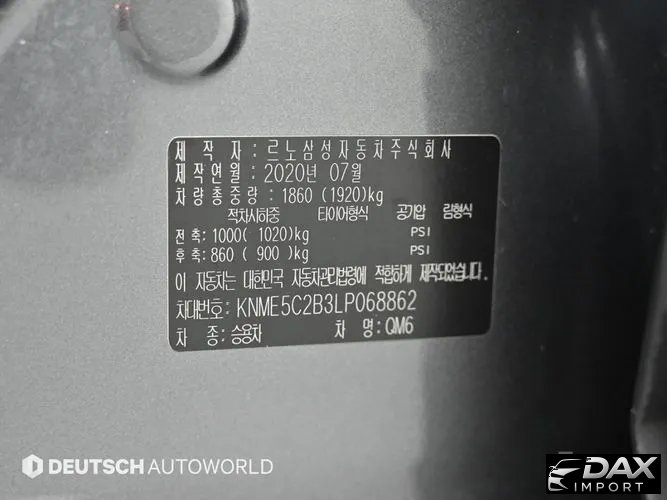 제 작 자 : 르노삼성자동차주식회사
제작연월 : 2020년 07월
차량총중량 : 1860 (1920)kg
적차시하중 타이어형식 공기압 림형식
전 축: 1000( 1020)kg PSI
후 축: 860 ( 900 )kg PSI
이 자동차는 대한민국 자동차관리법령에 적합하게 제작되었습니다.
차대번호: KNME5C2B3LP068862
차 종: 승용차 차 명: QM6
DEUTSCH AUTOWORLD
DAX
IMPORT